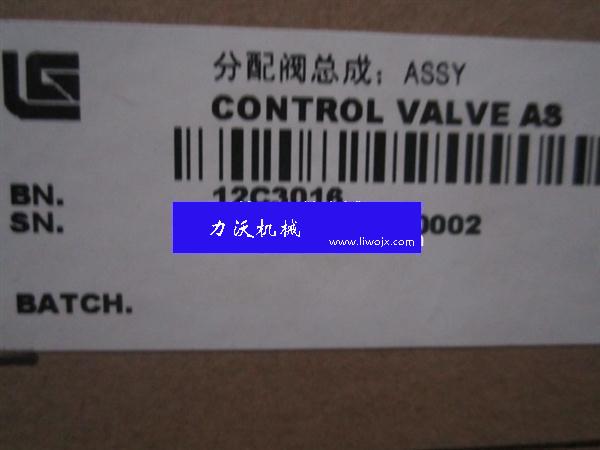 分配阀总成: ASSY
CONTROL VALVE AS
BN. 12C3016
SN. 0002
力沃机械
www.liwojx.com
BATCH.